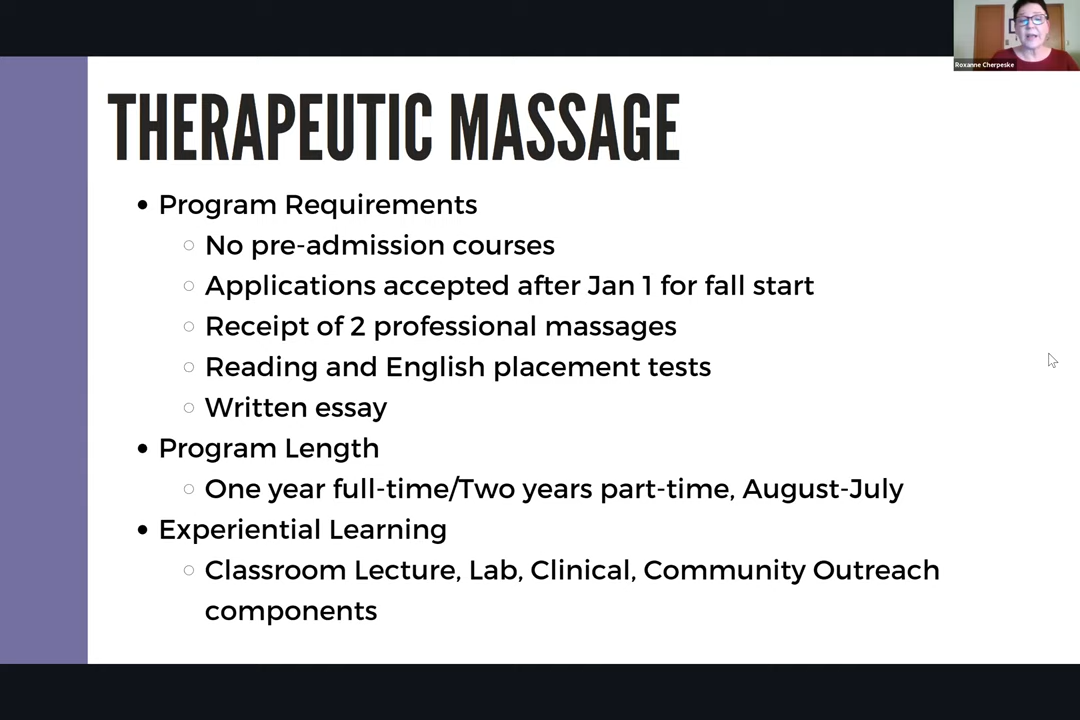 Roxanne Cherpeske
THERAPEUTIC MASSAGE
Program Requirements
No pre-admission courses
Applications accepted after Jan 1 for fall start
Receipt of 2 professional massages
Reading and English placement tests
Written essay
Program Length
One year full-time/Two years part-time, August-July
Experiential Learning
Classroom Lecture, Lab, Clinical, Community Outreach
components